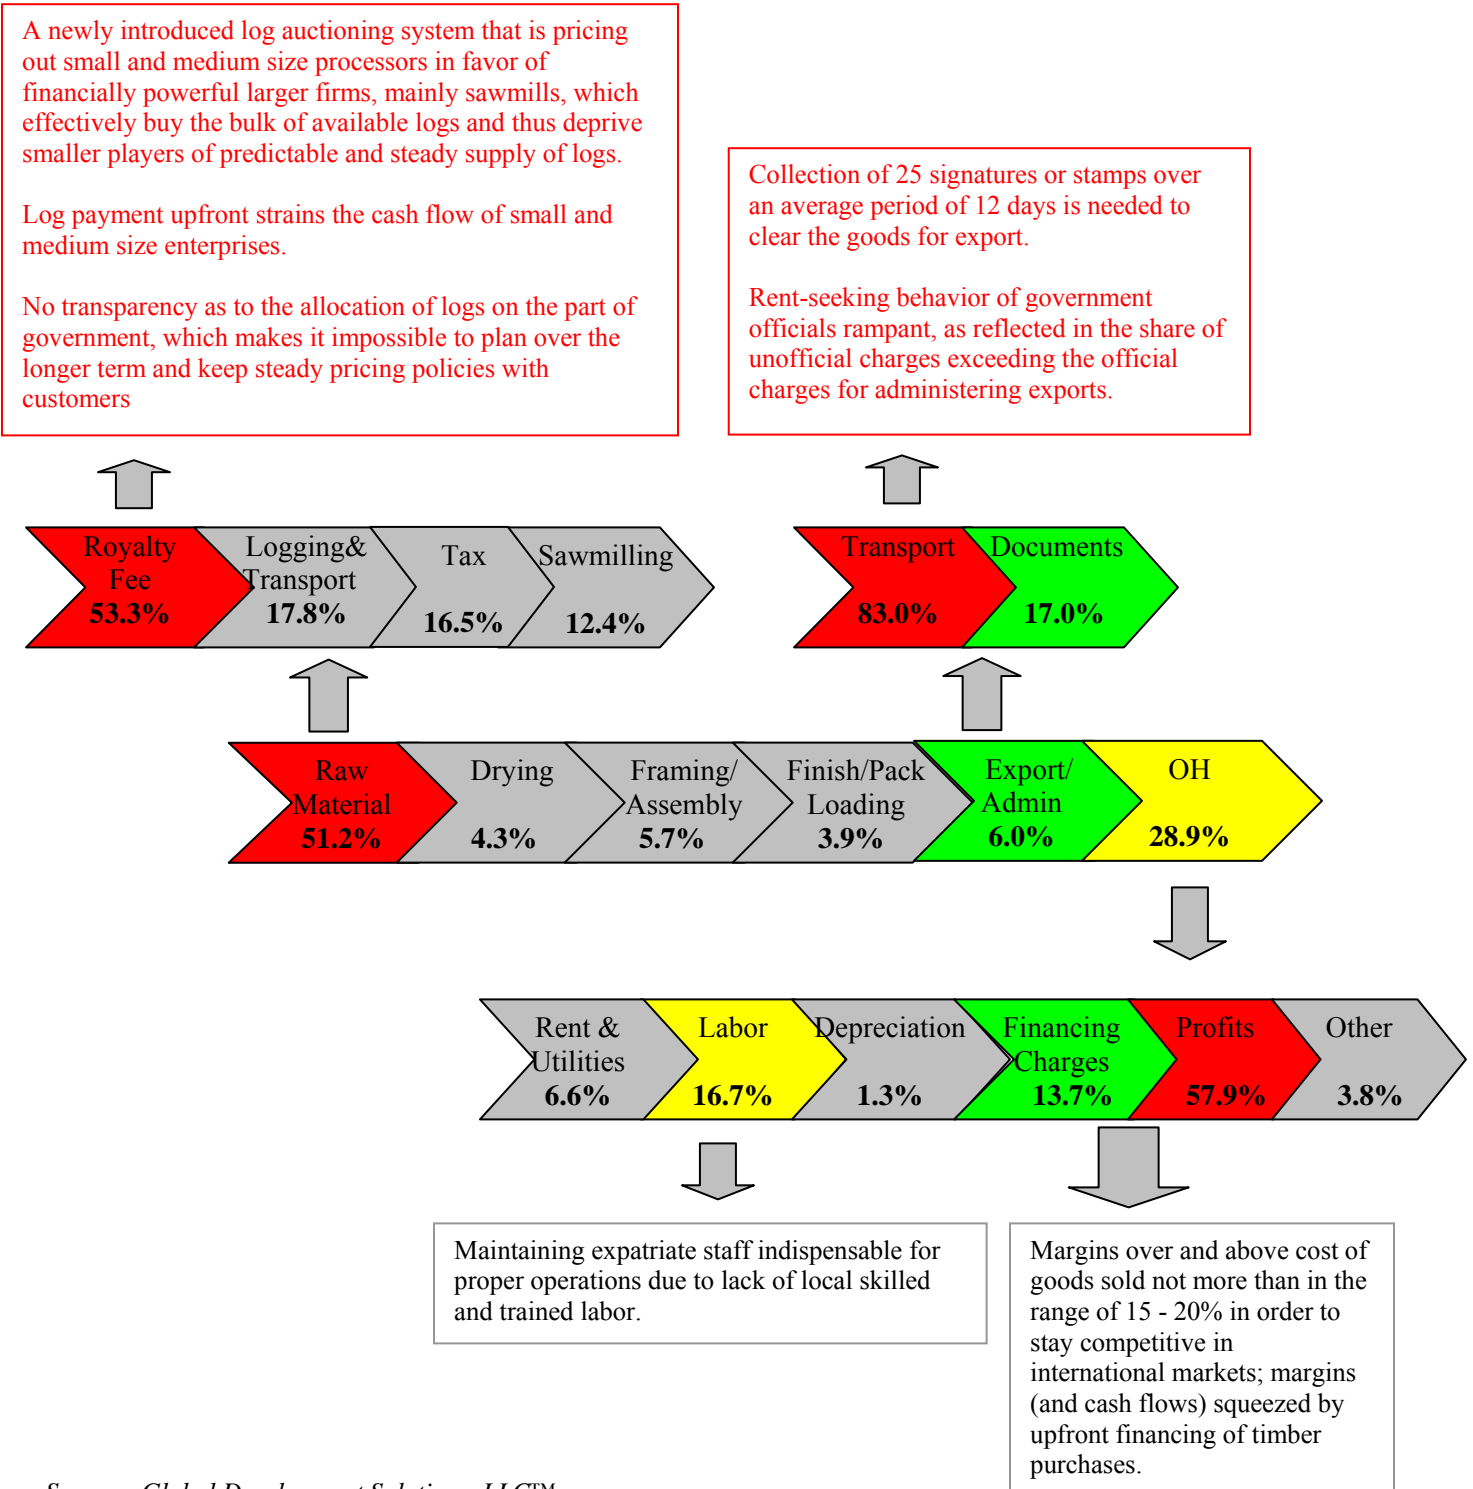 A newly introduced log auctioning system that is pricing
out small and medium size processors in favor of
financially powerful larger firms, mainly sawmills, which
effectively buy the bulk of available logs and thus deprive
smaller players of predictable and steady supply of logs.
Log payment upfront strains the cash flow of small and
medium size enterprises.
No transparency as to the allocation of logs on the part of
government, which makes it impossible to plan over the
longer term and keep steady pricing policies with
customers
Collection of 25 signatures or stamps over
an average period of 12 days is needed to
clear the goods for export.
Rent-seeking behavior of government
officials rampant, as reflected in the share of
unofficial charges exceeding the official
charges for administering exports.
Royalty
Fee
53.3%
Logging&
Transport
17.8%
Tax
16.5%
Sawmilling
12.4%
Transport
83.0%
Documents
17.0%
Raw
Material
51.2%
Drying
4.3%
Framing/
Assembly
5.7%
Finish/Pack
Loading
3.9%
Export/
Admin
6.0%
OH
28.9%
Rent &
Utilities
6.6%
Labor
16.7%
Depreciation
1.3%
Financing
Charges
13.7%
Profits
57.9%
Other
3.8%
Maintaining expatriate staff indispensable for
proper operations due to lack of local skilled
and trained labor.
Margins over and above cost of
goods sold not more than in the
range of 15 - 20% in order to
stay competitive in
international markets; margins
(and cash flows) squeezed by
upfront financing of timber
purchases.
Global Development Solutions, LLC™